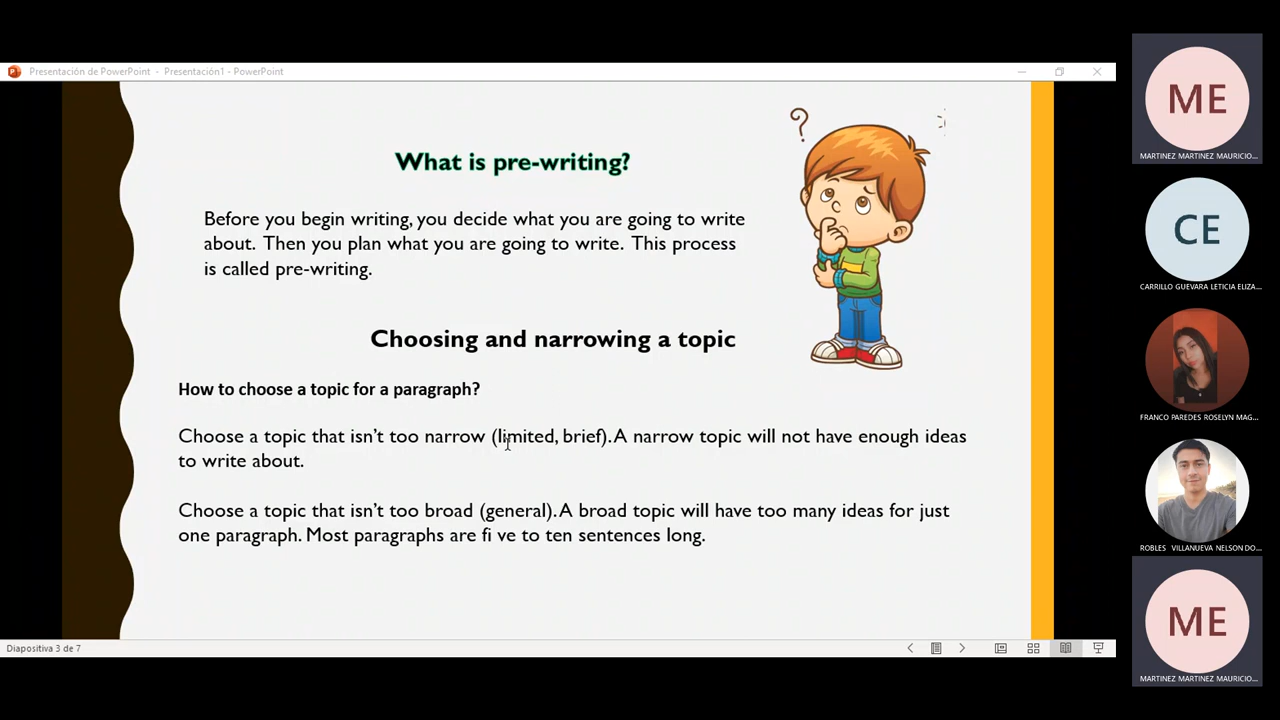 Presentación de PowerPoint - Presentación1 - PowerPoint
What is pre-writing?
Before you begin writing, you decide what you are going to write
about. Then you plan what you are going to write. This process
is called pre-writing.
Choosing and narrowing a topic
How to choose a topic for a paragraph?
Choose a topic that isn't too narrow (limited, brief). A narrow topic will not have enough ideas
to write about.
Choose a topic that isn't too broad (general). A broad topic will have too many ideas for just
one paragraph. Most paragraphs are fi ve to ten sentences long.
Diapositiva 3 de 7
ME
MARTINEZ MARTINEZ MAURICIO...
CE
CARRILLO GUEVARA LETICIA ELIZA...
FRANCO PAREDES ROSELYN MAG...
ROBLES VILLANUEVA NELSON DO...
ME
MARTINEZ MARTINEZ MAURICIO...